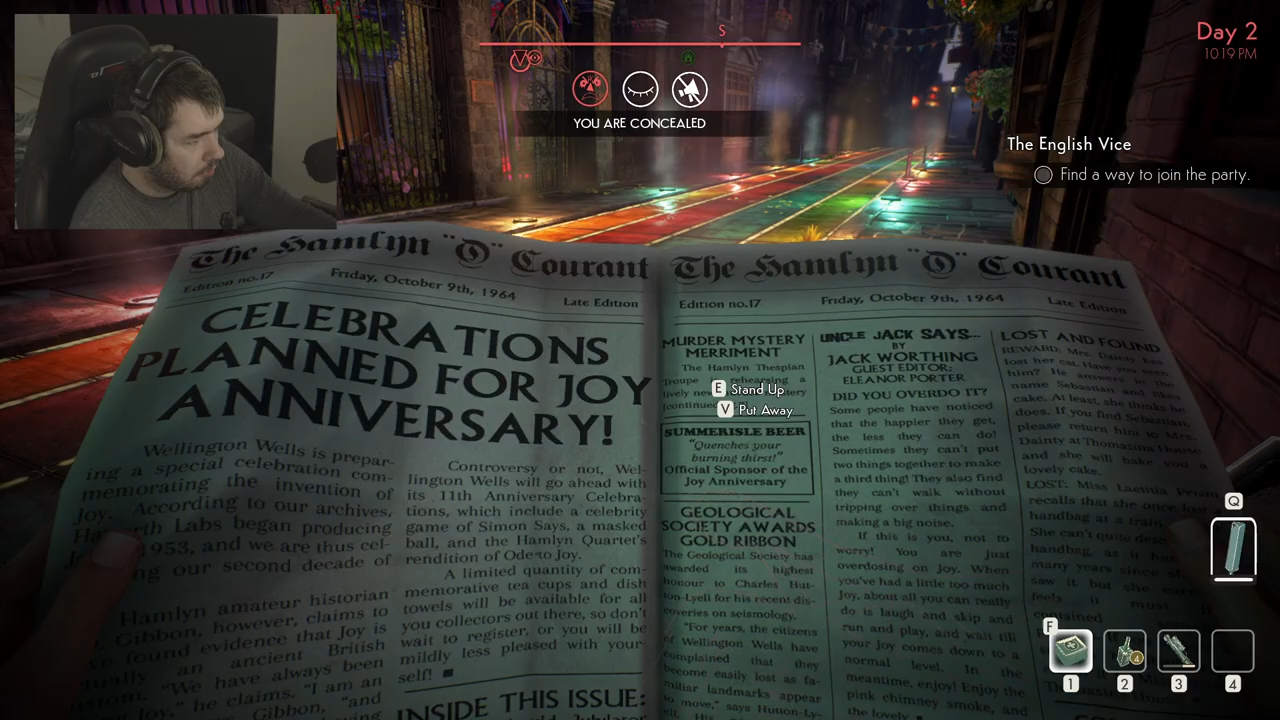 S
Day 2
10:19 PM
YOU ARE CONCEALED
The English Vice
Find a way to join the party.
The Hamlyn "O" Courant
Edition no.17
Friday, October 9th, 1964
Late Edition
CELEBRATIONS
PLANNED FOR JOY
ANNIVERSARY!
Wellington Wells is prepar-
ing a special celebration com-
memorating the invention of
Joy. According to our archives,
rth Labs began producing
1953, and we are thus cel-
ng our second decade of
Hamlyn amateur historian
Gibbon, however, claims to
ve found evidence that Joy is
tually an ancient British
"We have always been
Joy," he claims. "I am an
Gibbon, "and
Controversy or not, Wel-
lington Wells will go ahead with
its 11th Anniversary Celebra-
tions, which include a celebrity
game of Simon Says, a masked
ball, and the Hamlyn Quartet's
rendition of Ode to Joy.
A limited quantity of com-
memorative tea cups and dish
towels will be available for all
you collectors out there, so don't
wait to register, or you will be
mildly less pleased with your-
self!
INSIDE THIS ISSUE:
The Hamlyn "O" Courant
Edition no.17
Friday, October 9th, 1964
Late Edition
MURDER MYSTERY
MERRIMENT
The Hamlyn Thespian
Troupe rehearsing a
lively new
(continued
E Stand Up
V Put Away
SUMMERISLE BEER
"Quenches your
burning thirst!"
Official Sponsor of the
Joy Anniversary
GEOLOGICAL
SOCIETY AWARDS
GOLD RIBBON
The Geological Society has
awarded its highest
honour to Charles Hut-
ton-Lyell for his recent dis-
coveries on seismology.
"For years, the citizens
of Wellington Wells have
complained that they
become easily lost as fa-
miliar landmarks appear
to move," says Hutton-Ly-
UNCLE JACK SAYS...
BY
JACK WORTHING
GUEST EDITOR:
ELEANOR PORTER
DID YOU OVERDO IT?
Some people have noticed
that the happier they get,
the less they can do!
Sometimes they can't put
two things together to make
a third thing! They also find
they can't walk without
tripping over things and
making a big noise.
If this is you, not to
worry! You are just
overdosing on Joy. When
you've had a little too much
Joy, about all you can really
do is laugh and skip and
run and play, and wait till
your joy comes down to a
normal level. In the
meantime, enjoy! Enjoy the
pink chimney smoke, and
the lovely
LOST AND FOUND
REWARD: Mrs. Dainty has
lost her cat. Have you seen
him? He answers to the
name Sebastian, and likes
cake. At least, she thinks he
does. If you find Sebastian,
please return him to Mrs.
Dainty at Thomasina House
and she will bake you a
lovely cake.
LOST: Miss Laetitia Prism
recalls that she once lost
handbag at a train
She can't quite
handbag, as it
many years since
saw it, but she
feels it must
contained
Q
F
4
1
2
3
4